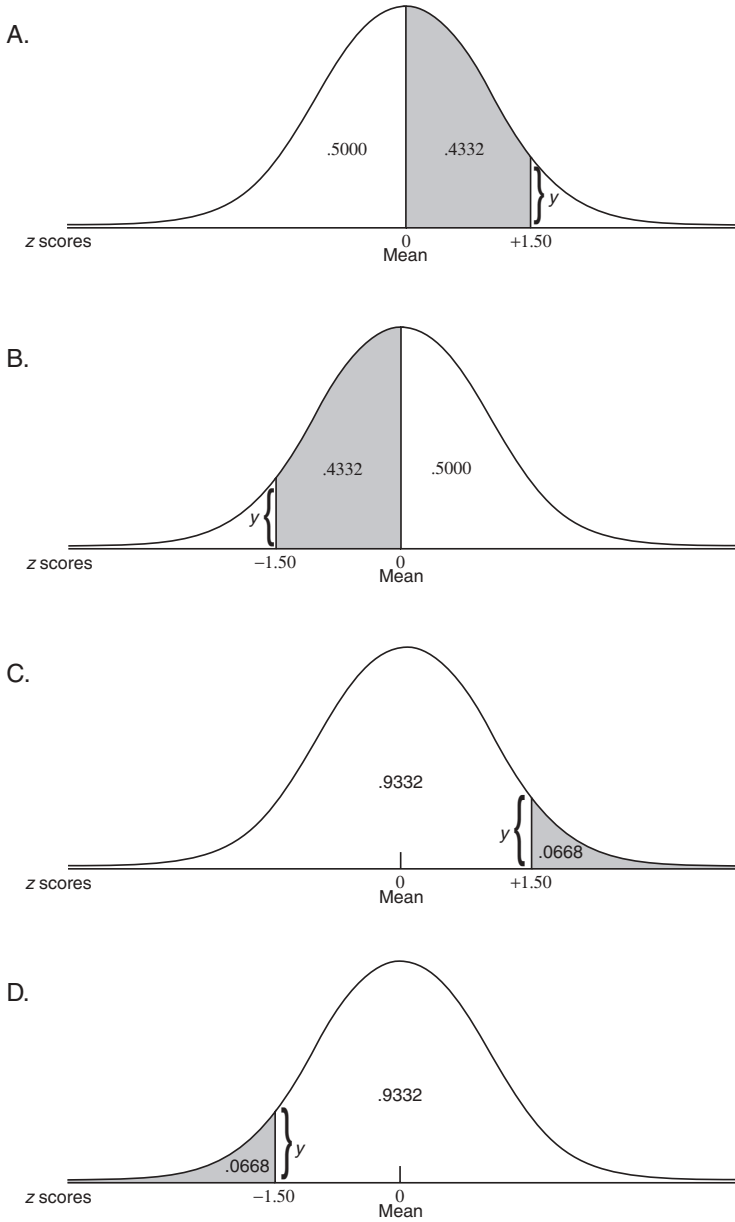 A.
.5000 .4332
y
z scores 0 +1.50
Mean
B.
.4332 .5000
y
z scores −1.50 0
Mean
C.
.9332
y .0668
z scores 0 +1.50
Mean
D.
.9332
.0668 y
z scores −1.50 0
Mean